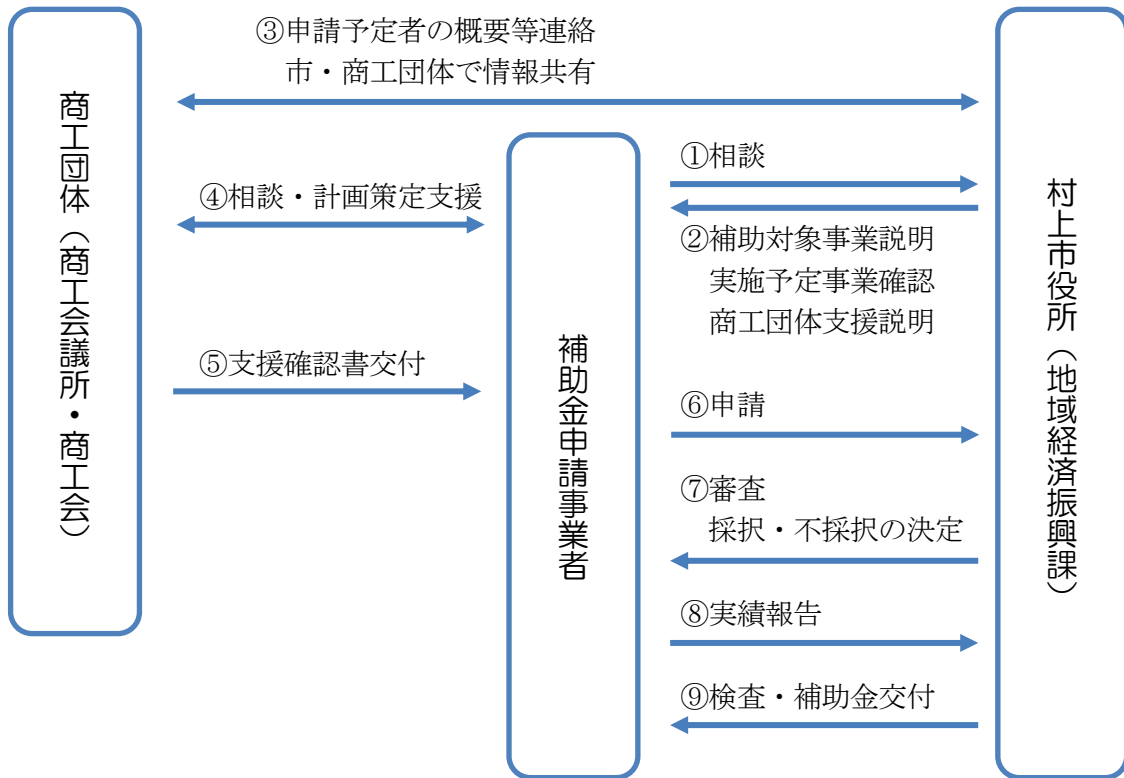 商工団体（商工会議所・商工会）
③申請予定者の概要等連絡
市・商工団体で情報共有
④相談・計画策定支援
⑤支援確認書交付
補助金申請事業者
①相談
②補助対象事業説明
実施予定事業確認
商工団体支援説明
⑥申請
⑦審査
採択・不採択の決定
⑧実績報告
⑨検査・補助金交付
村上市役所（地域経済振興課）